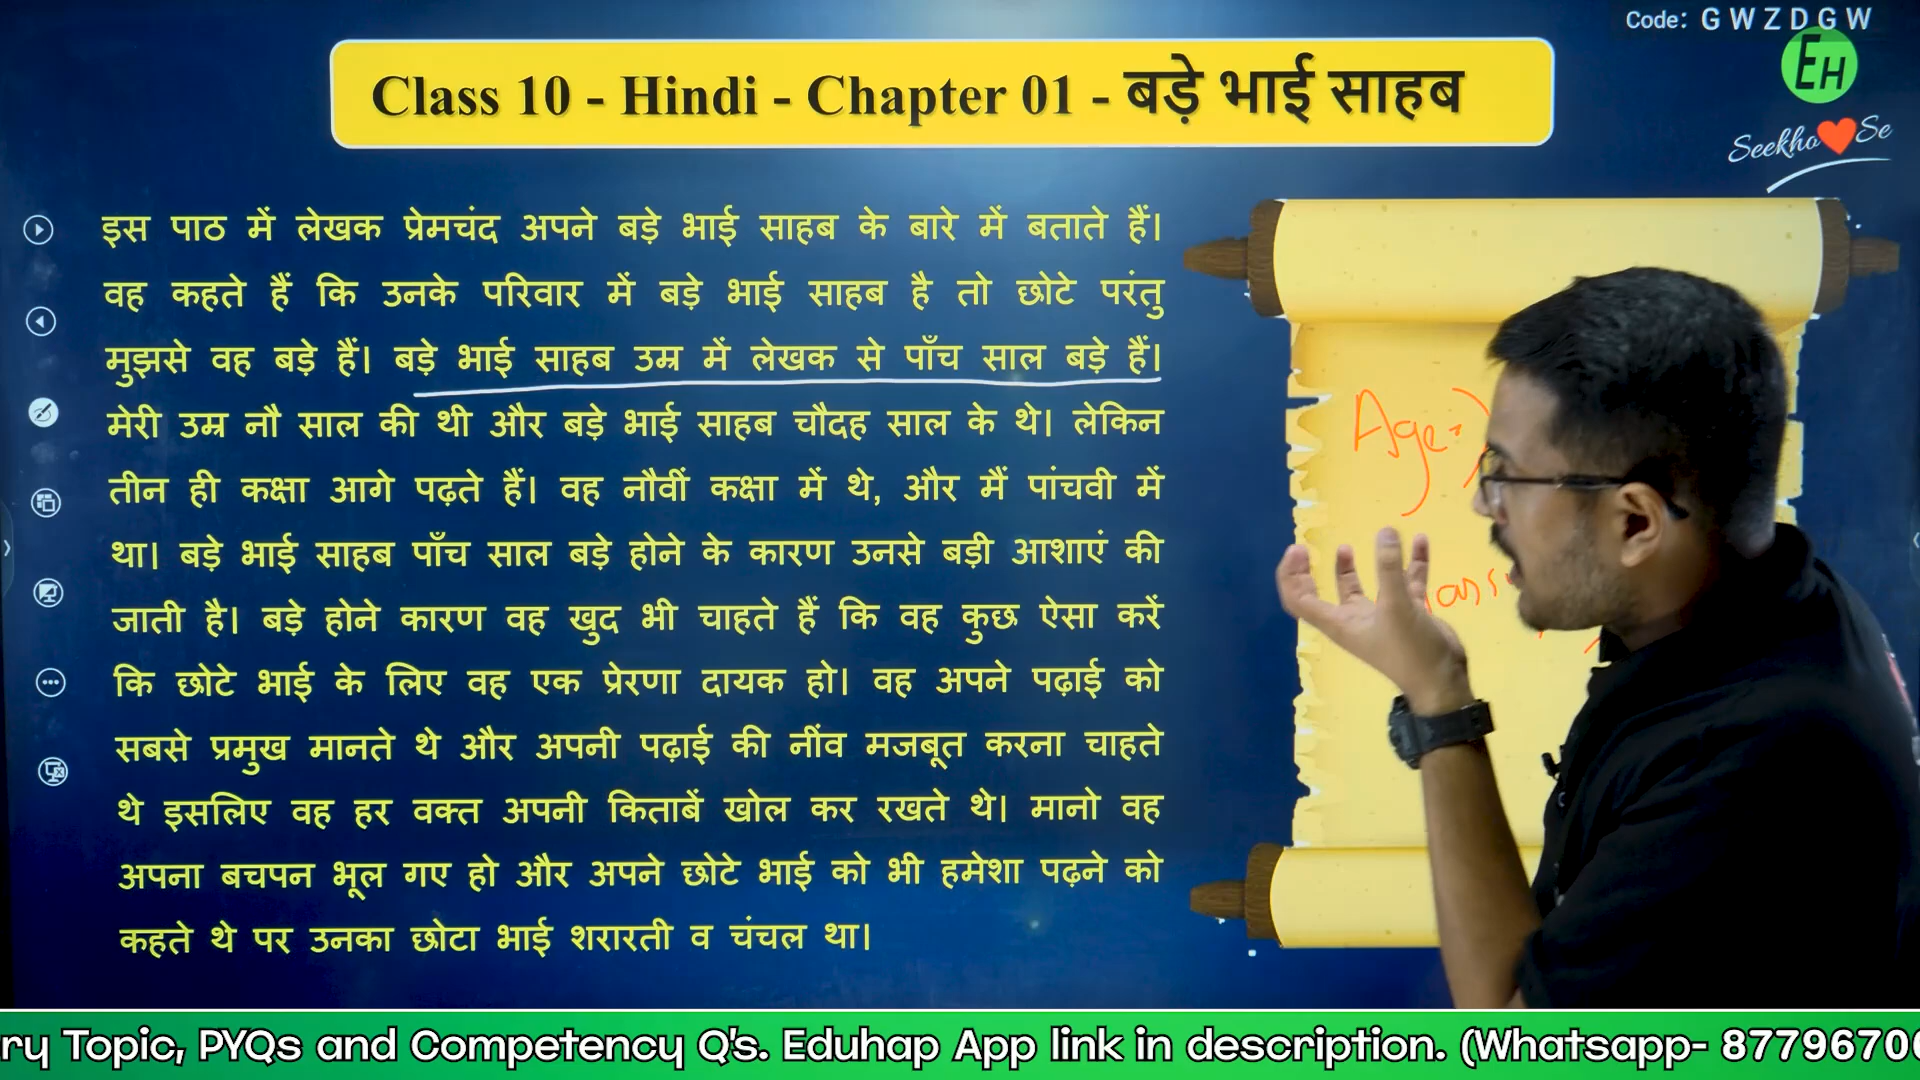 Code: G W Z D G W
EH
Seekho Se
Class 10 - Hindi - Chapter 01 - बड़े भाई साहब
इस पाठ में लेखक प्रेमचंद अपने बड़े भाई साहब के बारे में बताते हैं।
वह कहते हैं कि उनके परिवार में बड़े भाई साहब है तो छोटे परंतु
मुझसे वह बड़े हैं। बड़े भाई साहब उम्र में लेखक से पाँच साल बड़े हैं।
मेरी उम्र नौ साल की थी और बड़े भाई साहब चौदह साल के थे। लेकिन
तीन ही कक्षा आगे पढ़ते हैं। वह नौवीं कक्षा में थे, और मैं पांचवी में
था। बड़े भाई साहब पाँच साल बड़े होने के कारण उनसे बड़ी आशाएं की
जाती है। बड़े होने कारण वह खुद भी चाहते हैं कि वह कुछ ऐसा करें
कि छोटे भाई के लिए वह एक प्रेरणा दायक हो। वह अपने पढ़ाई को
सबसे प्रमुख मानते थे और अपनी पढ़ाई की नींव मजबूत करना चाहते
थे इसलिए वह हर वक्त अपनी किताबें खोल कर रखते थे। मानो वह
अपना बचपन भूल गए हो और अपने छोटे भाई को भी हमेशा पढ़ने को
कहते थे पर उनका छोटा भाई शरारती व चंचल था।
Age
ry Topic, PYQs and Competency Q's. Eduhap App link in description. (Whatsapp- 8779670